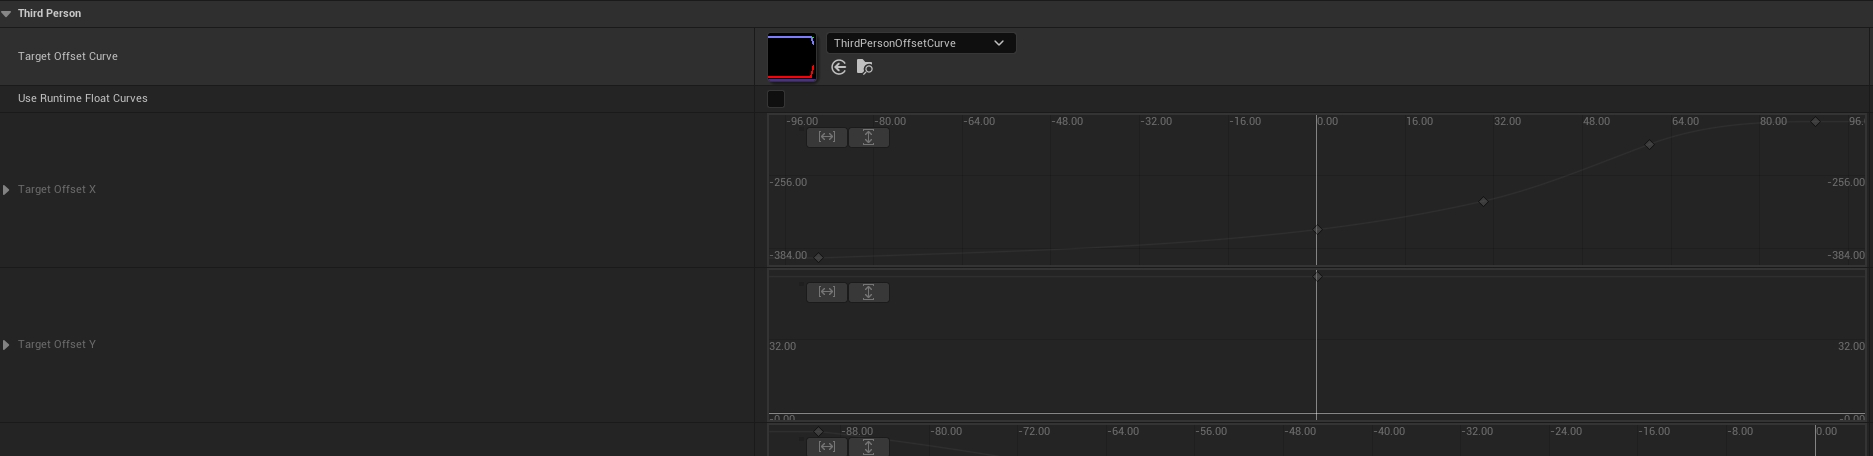 Third Person
Target Offset Curve
ThirdPersonOffsetCurve
Use Runtime Float Curves
-96.00 -80.00 -64.00 -48.00 -32.00 -16.00 0.00 16.00 32.00 48.00 64.00 80.00 96.
-256.00 -256.00
Target Offset X
-384.00 -384.00
Target Offset Y
32.00 32.00
-0.00 -0.00
-88.00 -80.00 -72.00 -64.00 -56.00 -48.00 -40.00 -32.00 -24.00 -16.00 -8.00 0.00